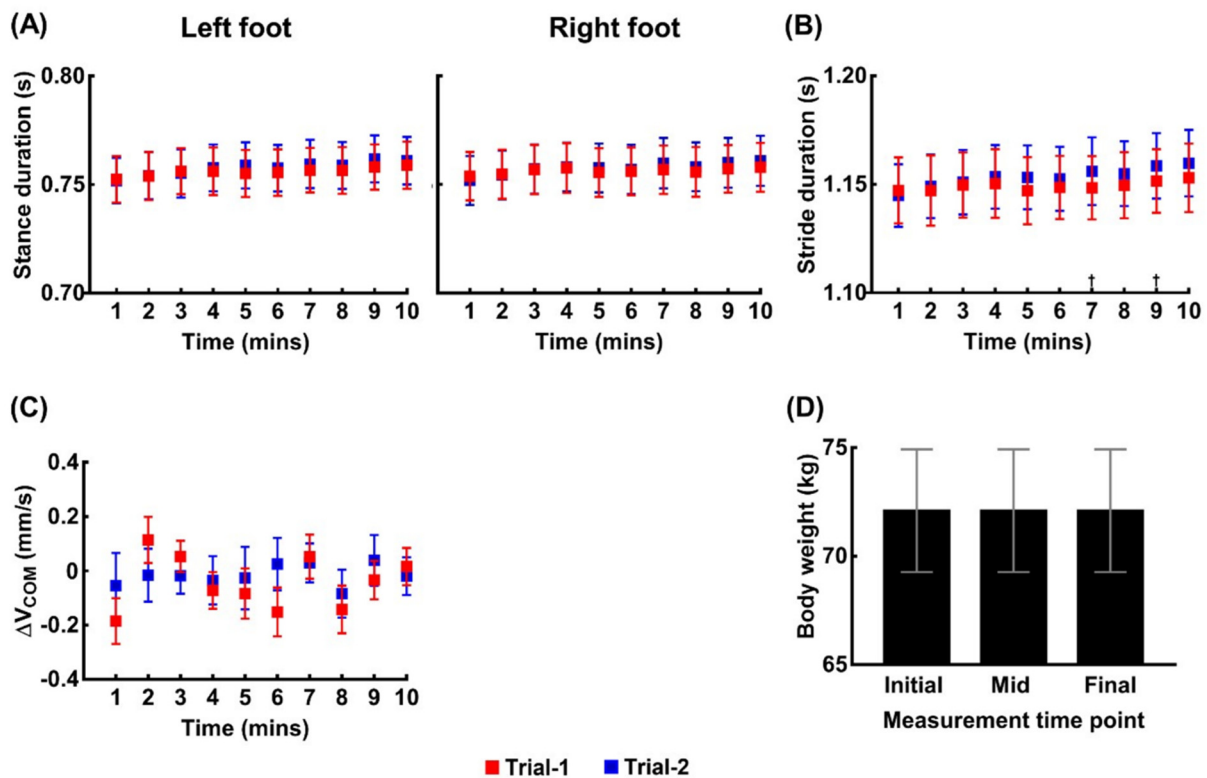 (A)
Left foot
Right foot
(B)
Stance duration (s)
0.80
0.75
0.70
1 2 3 4 5 6 7 8 9 10
Time (mins)
1 2 3 4 5 6 7 8 9 10
Time (mins)
Stride duration (s)
1.20
1.15
1.10
† †
1 2 3 4 5 6 7 8 9 10
Time (mins)
(C)
ΔVCOM (mm/s)
0.4
0.2
0
-0.2
-0.4
1 2 3 4 5 6 7 8 9 10
Time (mins)
(D)
Body weight (kg)
75
70
65
Initial Mid Final
Measurement time point
Trial-1 Trial-2